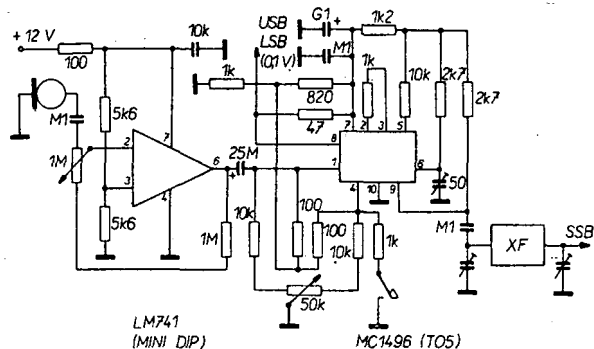 USB
LSB
(0,1 V)
G1 +
1k2
+ 12 V
100
10k
M1
1k
820
47
1k
10k
2k7
2k7
7 2 3 5
8
1
6
4 10 9
50
M1
5k6
1M
2
3
7
4
6
5k6
25M
+
10k
1M
100
100
10k
1k
50k
M1
M1
XF
SSB
LM741
(MINI DIP)
MC1496 (TO5)